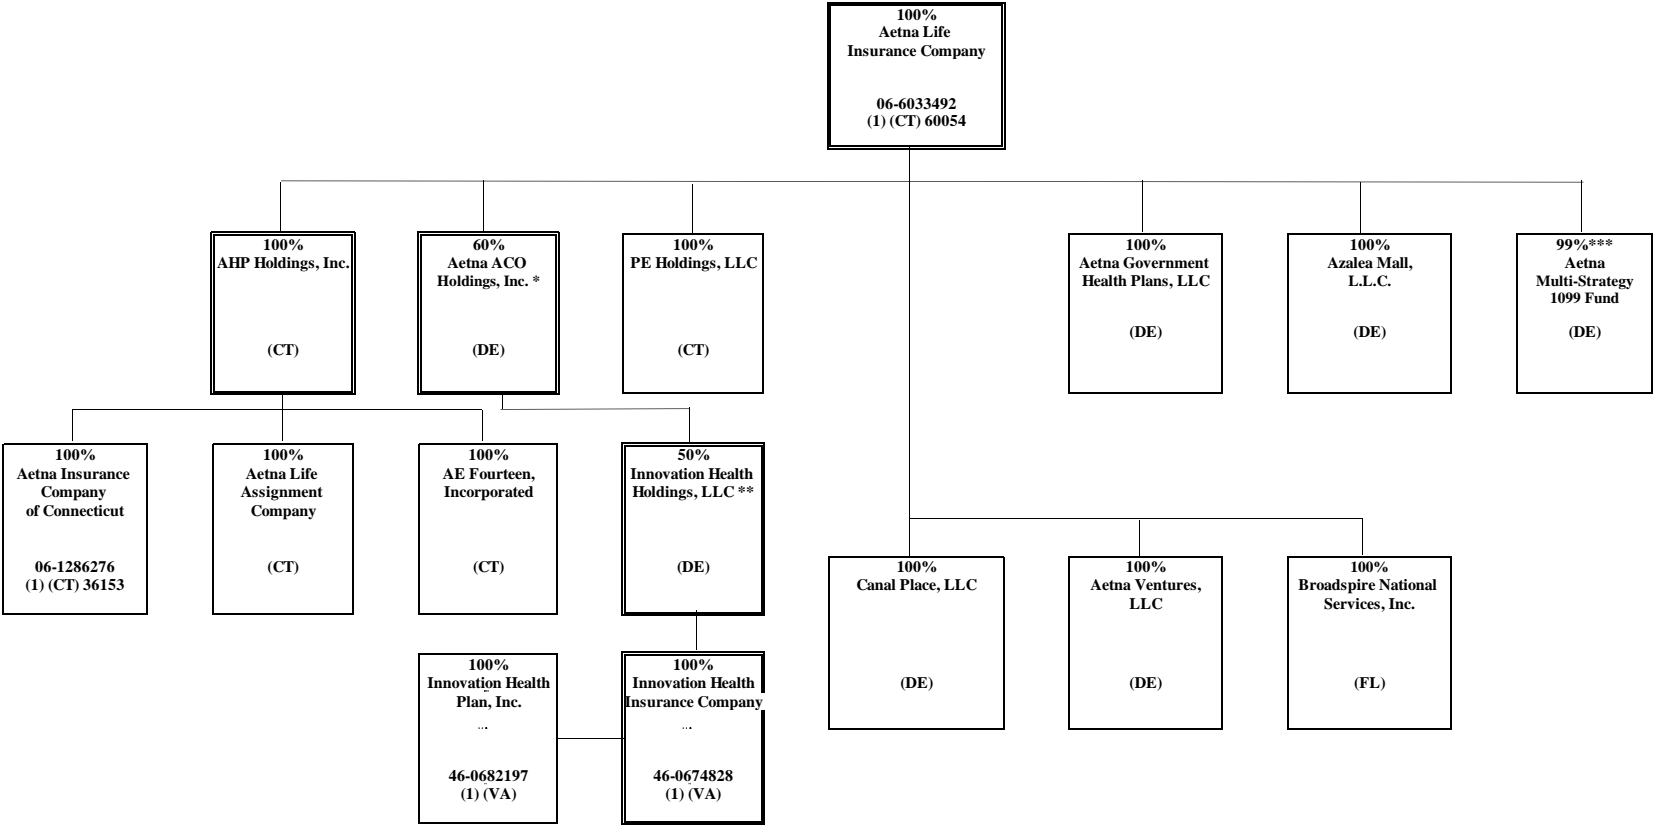 100%
Aetna Life
Insurance Company
06-6033492
(1) (CT) 60054
100%
AHP Holdings, Inc.
(CT)
60%
Aetna ACO
Holdings, Inc. *
(DE)
100%
PE Holdings, LLC
(CT)
100%
Aetna Government
Health Plans, LLC
(DE)
100%
Azalea Mall,
L.L.C.
(DE)
99%***
Aetna
Multi-Strategy
1099 Fund
(DE)
100%
Aetna Insurance
Company
of Connecticut
06-1286276
(1) (CT) 36153
100%
Aetna Life
Assignment
Company
(CT)
100%
AE Fourteen,
Incorporated
(CT)
50%
Innovation Health
Holdings, LLC **
(DE)
100%
Canal Place, LLC
(DE)
100%
Aetna Ventures,
LLC
(DE)
100%
Broadspire National
Services, Inc.
(FL)
100%
Innovation Health
Plan, Inc.
46-0682197
(1) (VA)
100%
Innovation Health
Insurance Company
46-0674828
(1) (VA)